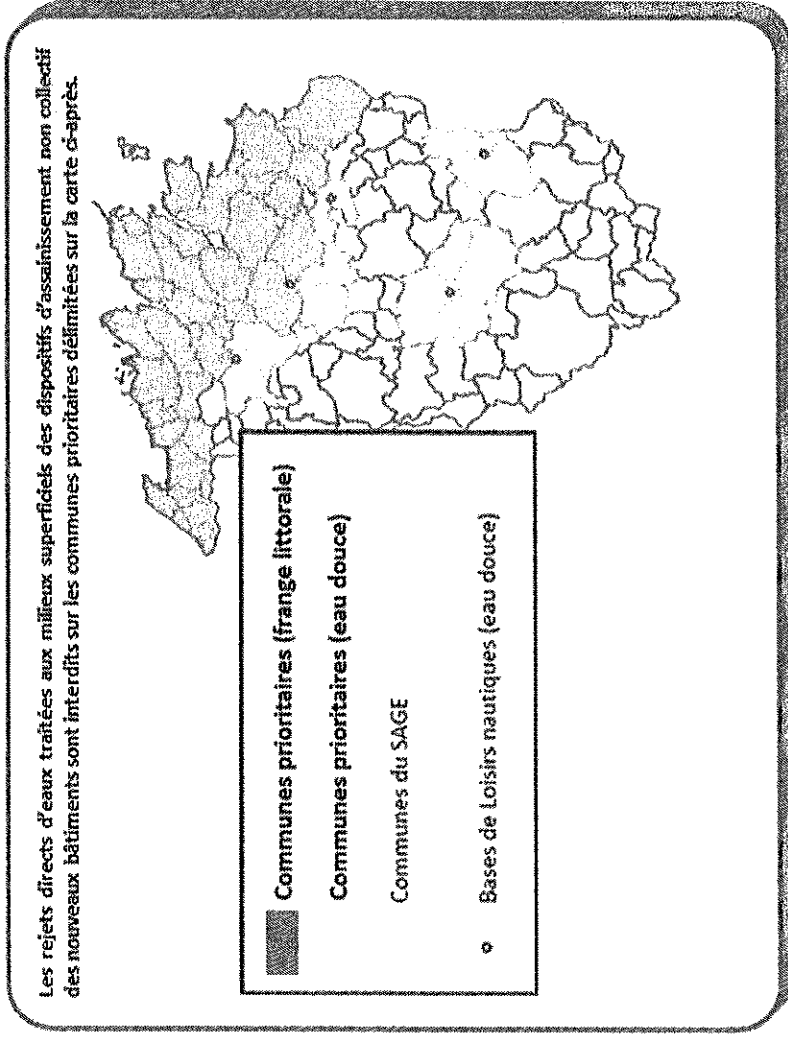 Les rejets directs d'eaux traitées aux milieux superficiels des dispositifs d'assainissement non collectif
des nouveaux bâtiments sont interdits sur les communes prioritaires délimitées sur la carte ci-après.
Communes prioritaires (frange littorale)
Communes prioritaires (eau douce)
Communes du SAGE
Bases de Loisirs nautiques (eau douce)